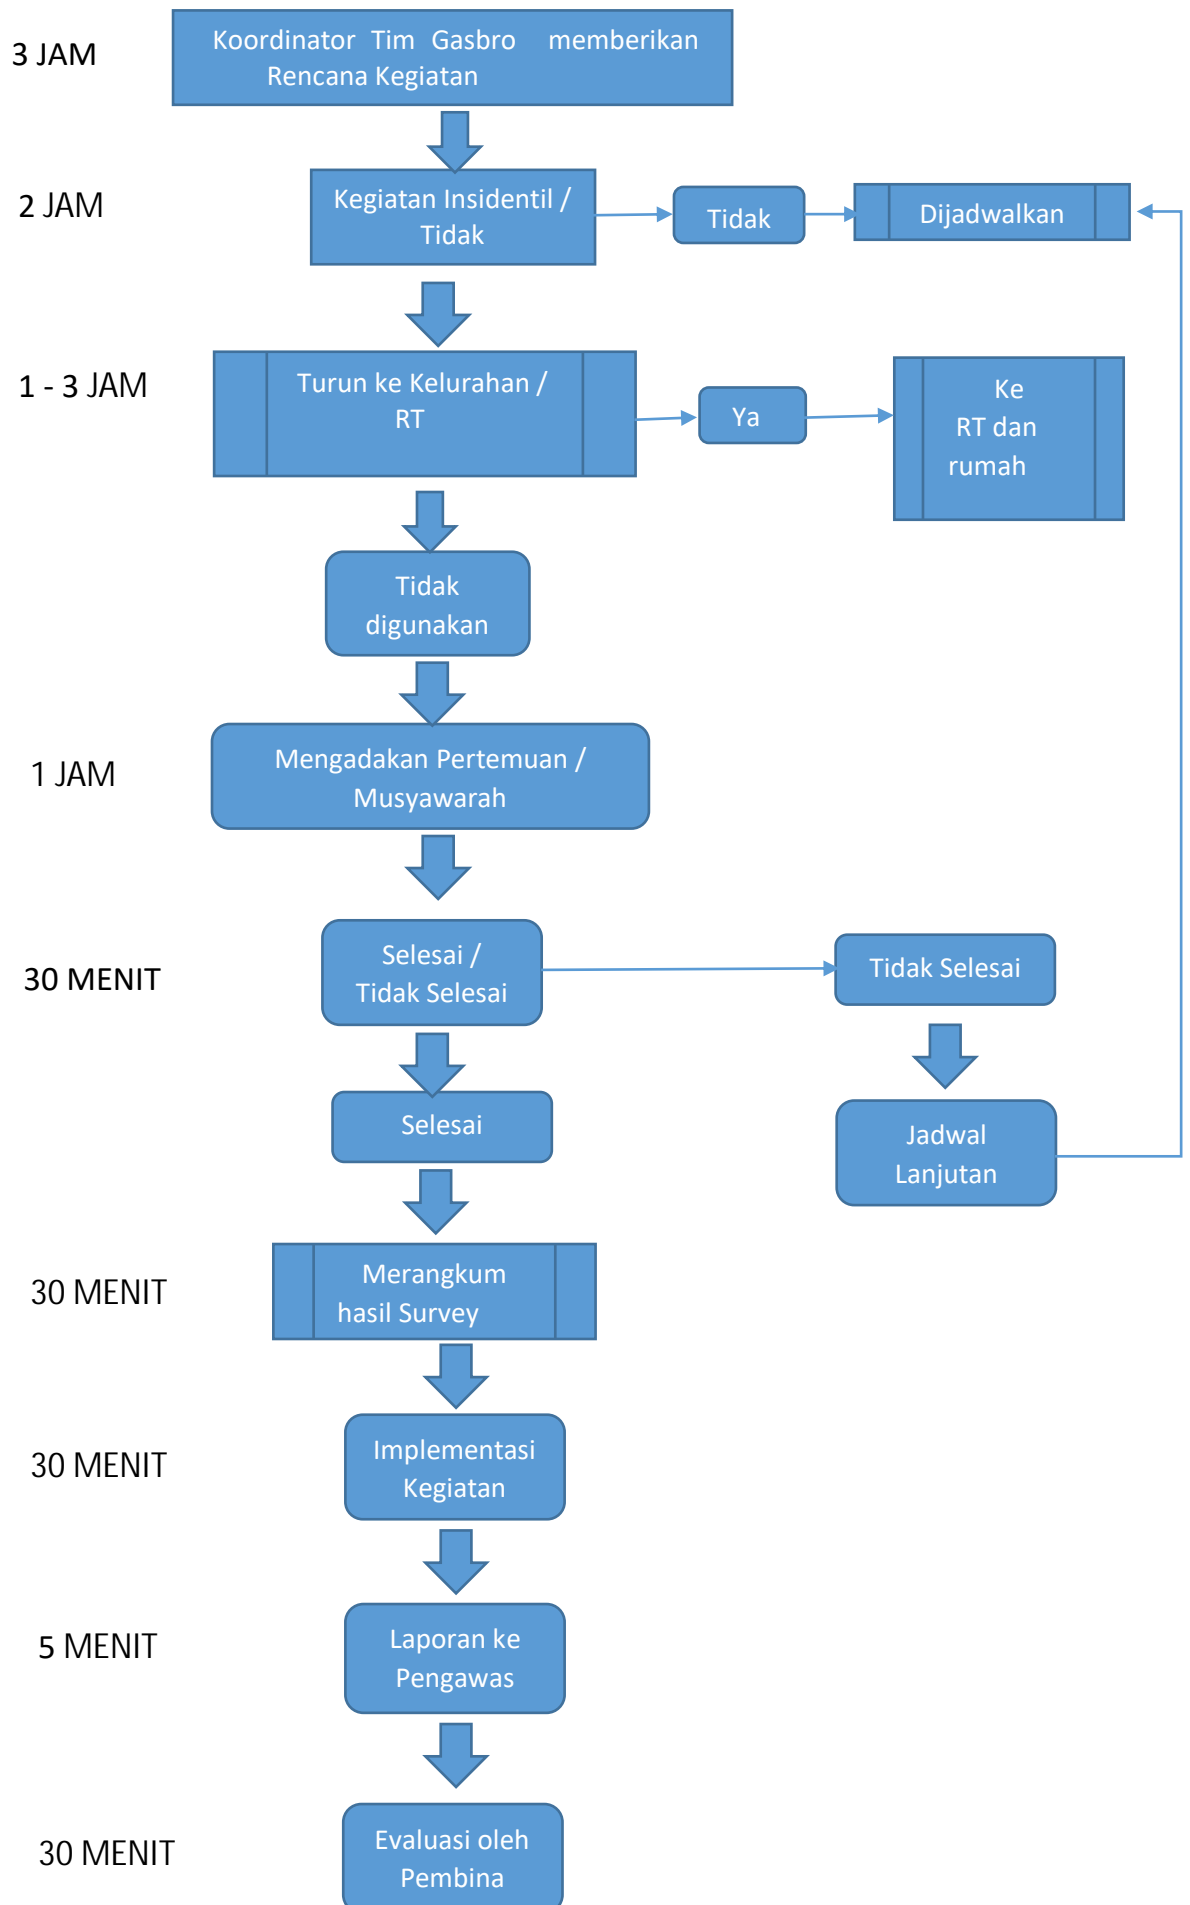 3 JAM
Koordinator Tim Gasbro memberikan
Rencana Kegiatan
2 JAM
Kegiatan Insidentil /
Tidak
Tidak
Dijadwalkan
1 - 3 JAM
Turun ke Kelurahan /
RT
Ya
Ke
RT dan
rumah
Tidak
digunakan
1 JAM
Mengadakan Pertemuan /
Musyawarah
30 MENIT
Selesai /
Tidak Selesai
Tidak Selesai
Selesai
Jadwal
Lanjutan
30 MENIT
Merangkum
hasil Survey
30 MENIT
Implementasi
Kegiatan
5 MENIT
Laporan ke
Pengawas
30 MENIT
Evaluasi oleh
Pembina